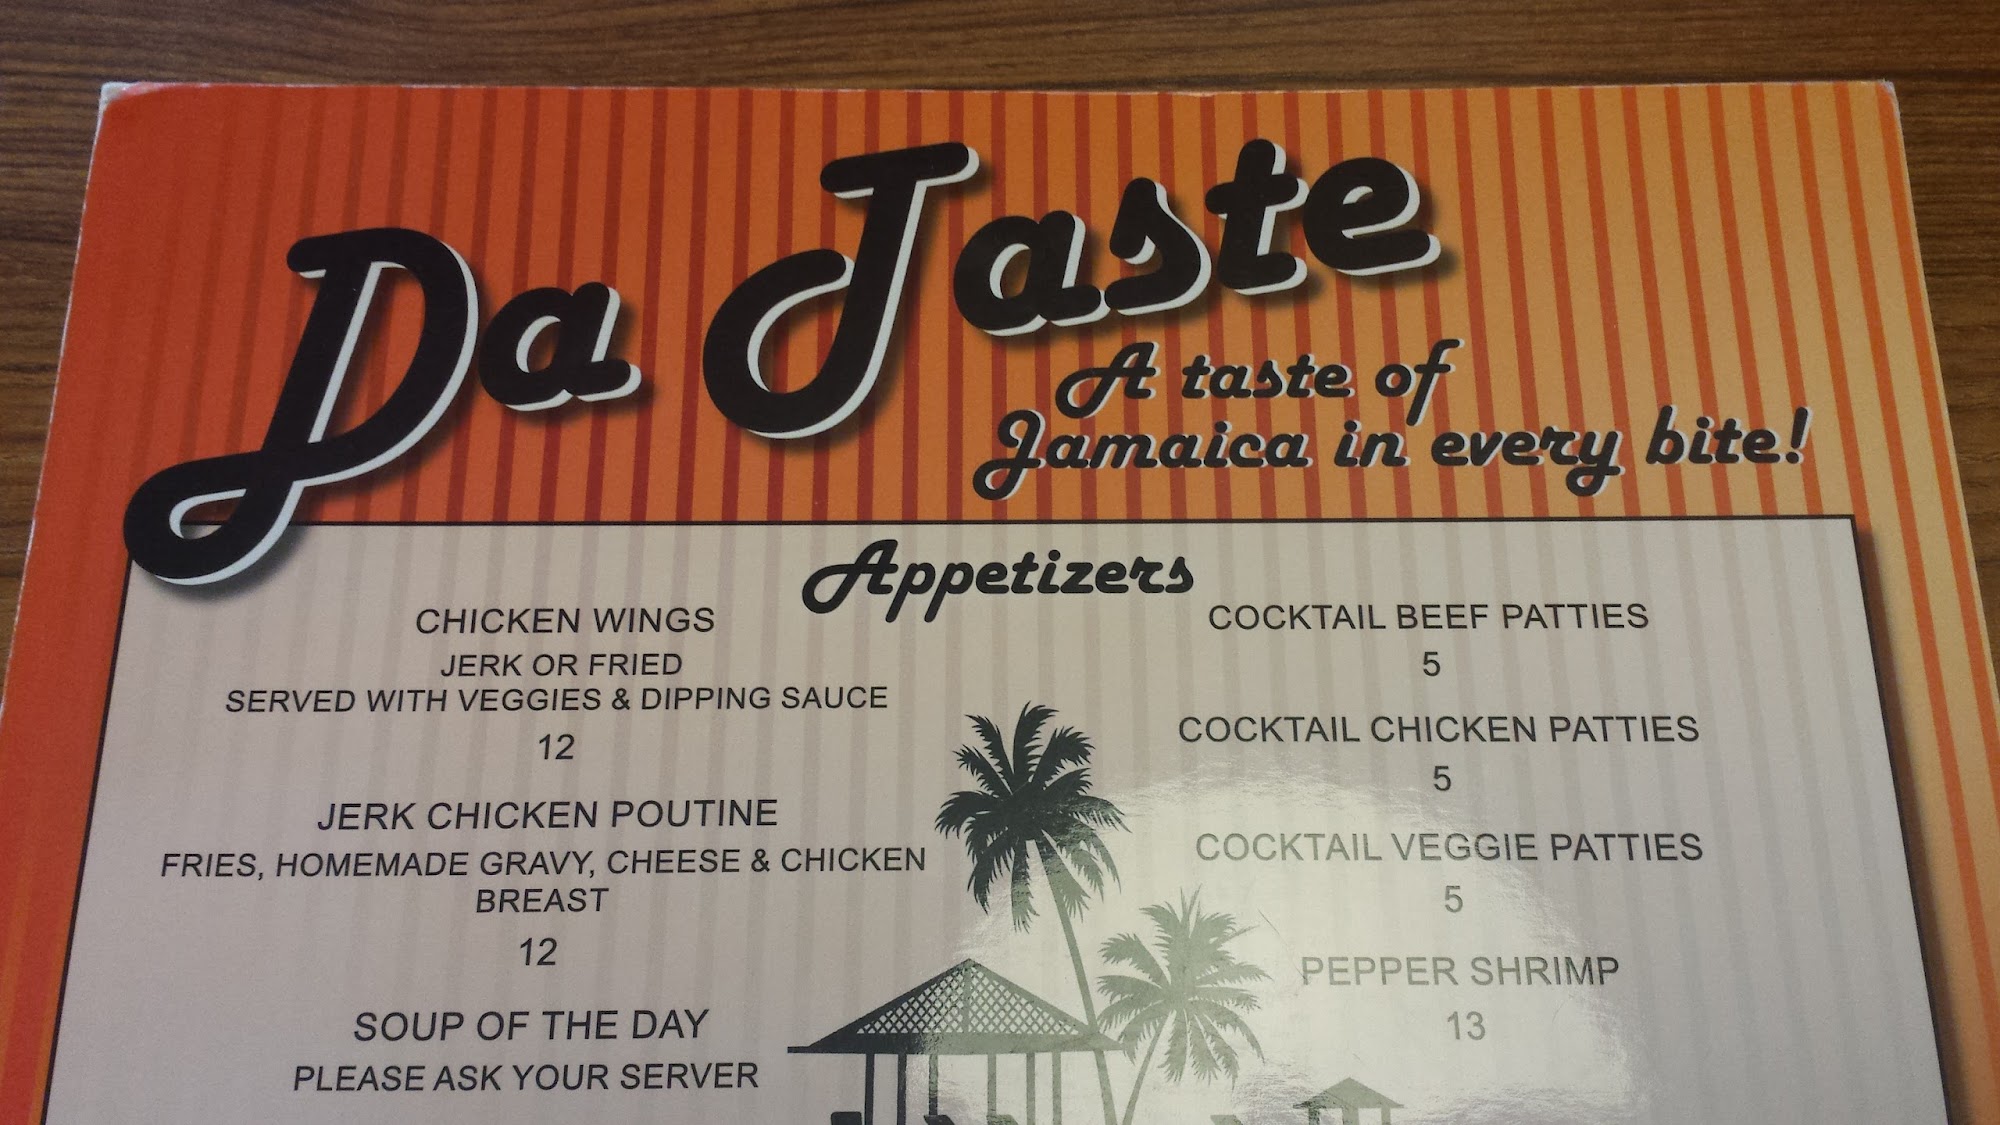 Da Taste
A taste of
Jamaica in every bite!
Appetizers
CHICKEN WINGS
JERK OR FRIED
SERVED WITH VEGGIES & DIPPING SAUCE
12
JERK CHICKEN POUTINE
FRIES, HOMEMADE GRAVY, CHEESE & CHICKEN
BREAST
12
SOUP OF THE DAY
PLEASE ASK YOUR SERVER
COCKTAIL BEEF PATTIES
5
COCKTAIL CHICKEN PATTIES
5
COCKTAIL VEGGIE PATTIES
5
PEPPER SHRIMP
13